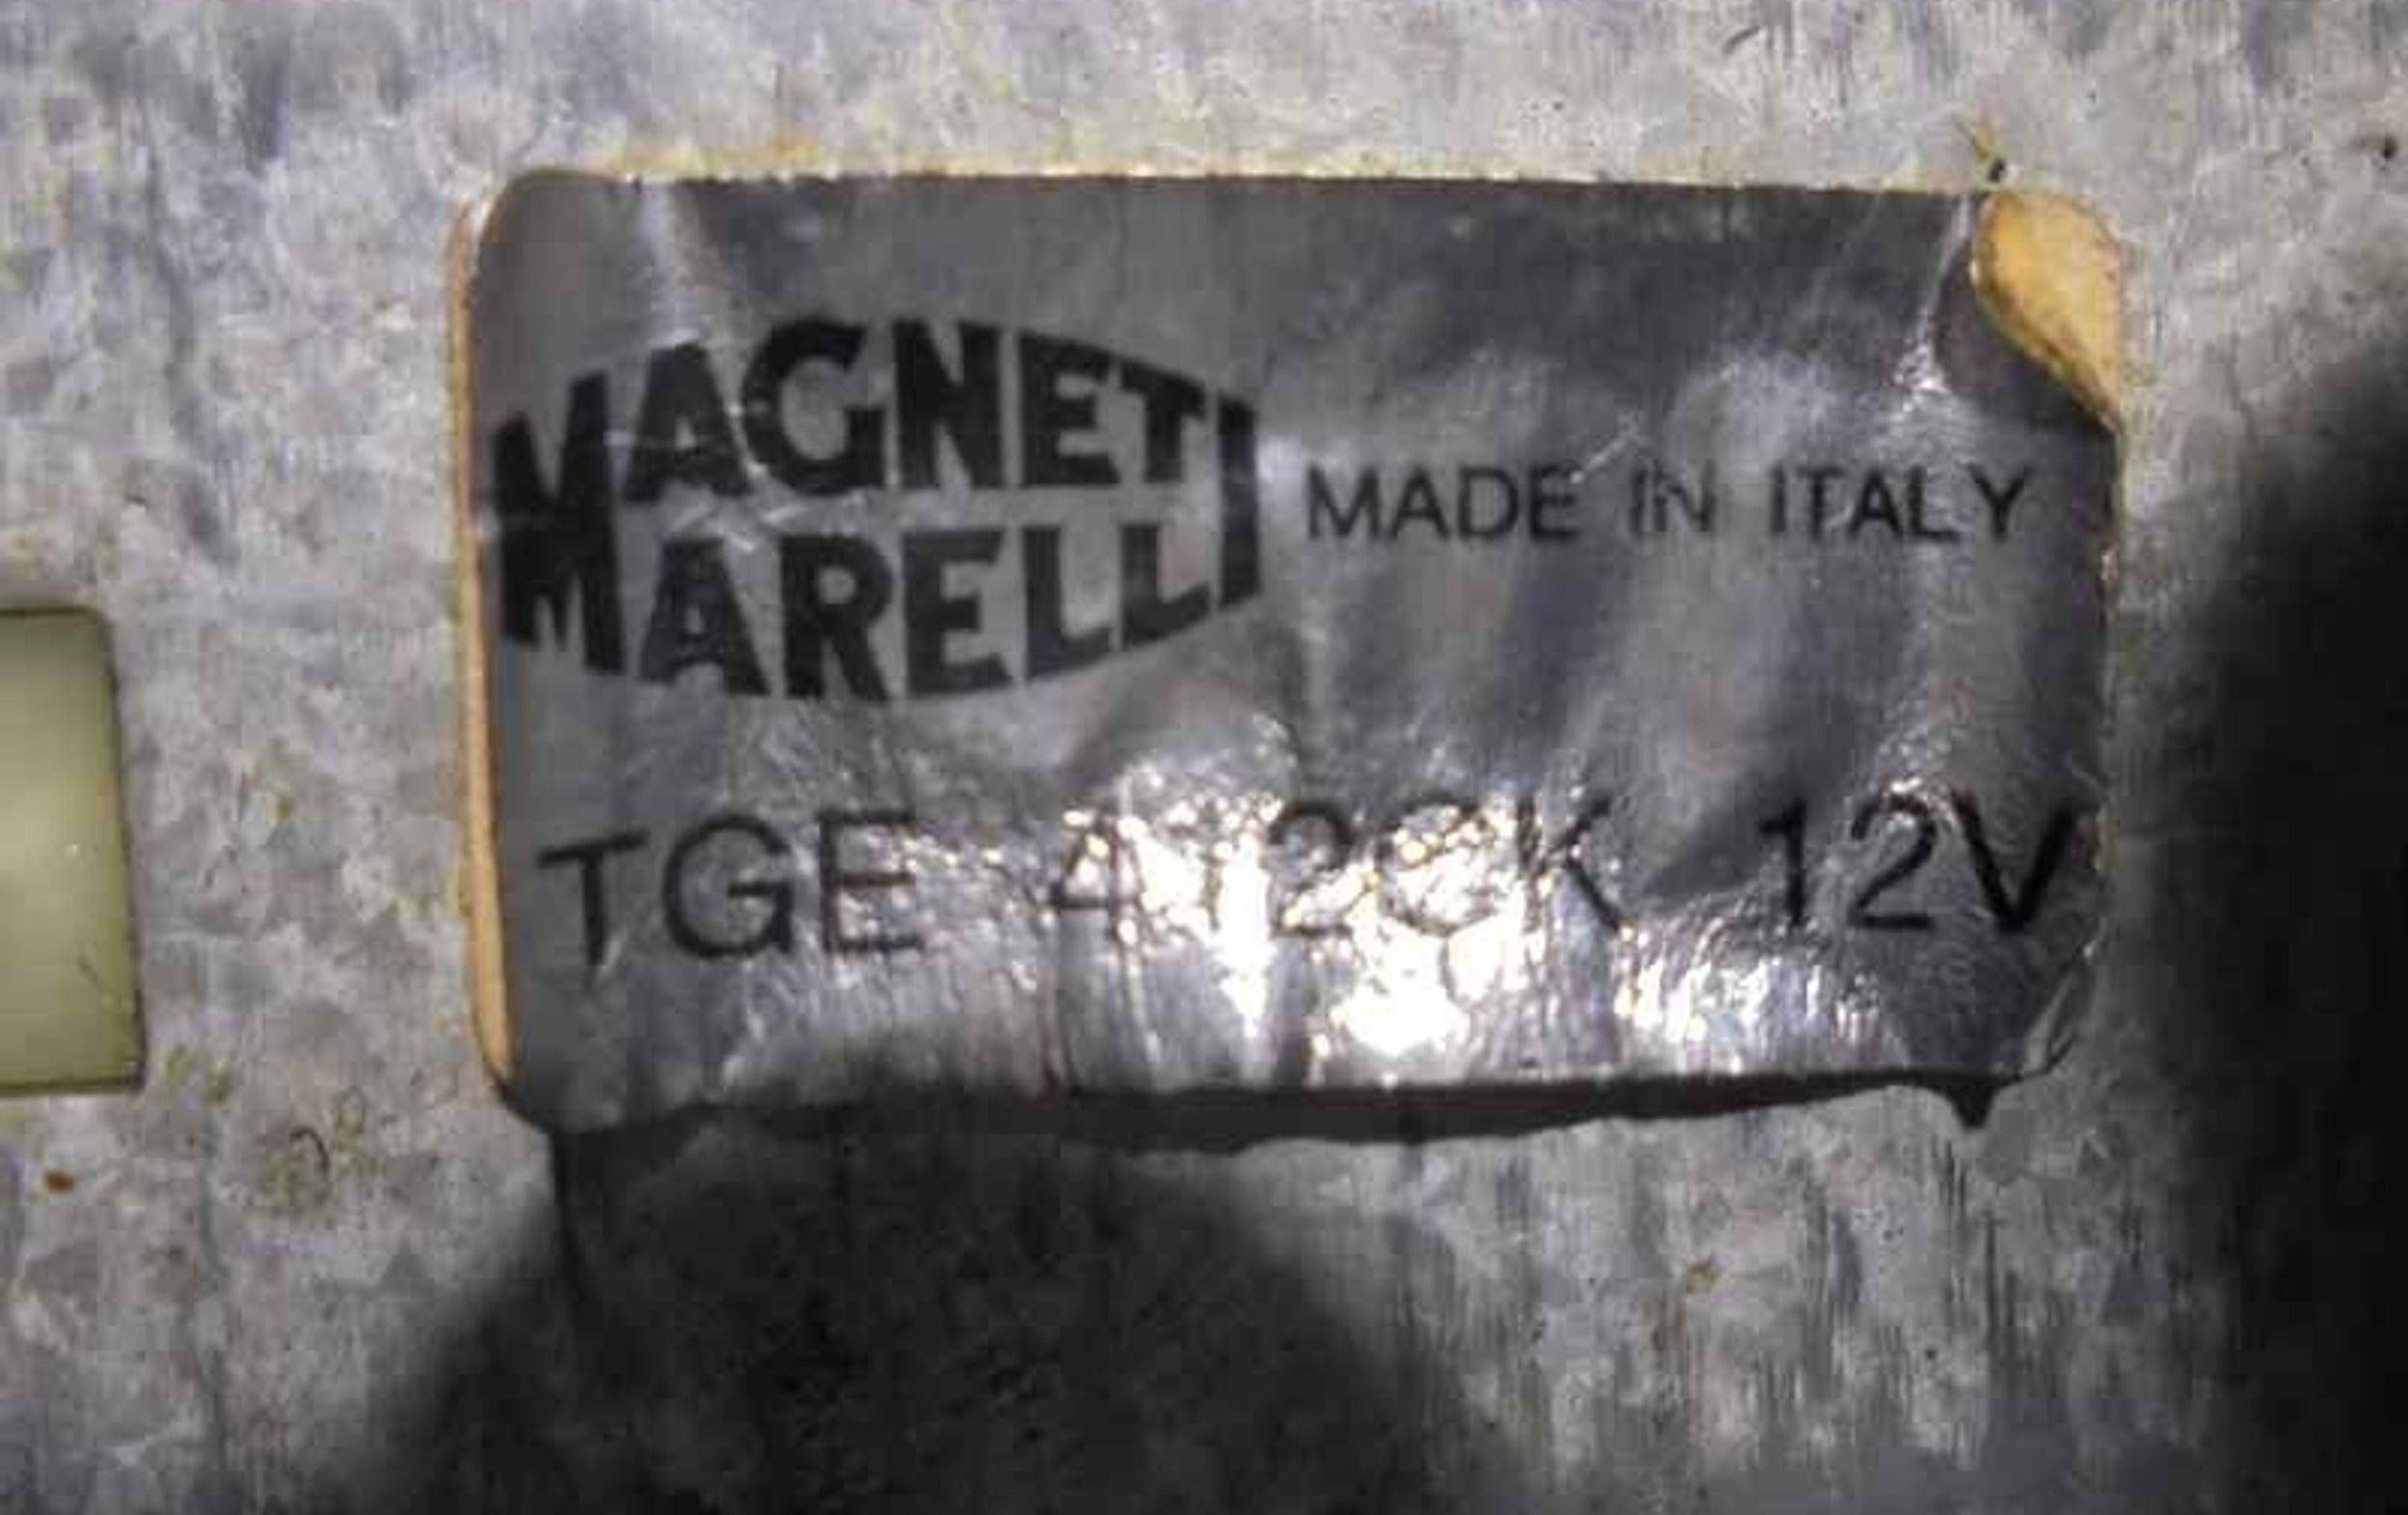 MAGNETI
MARELLI
MADE IN ITALY
TGE 12V